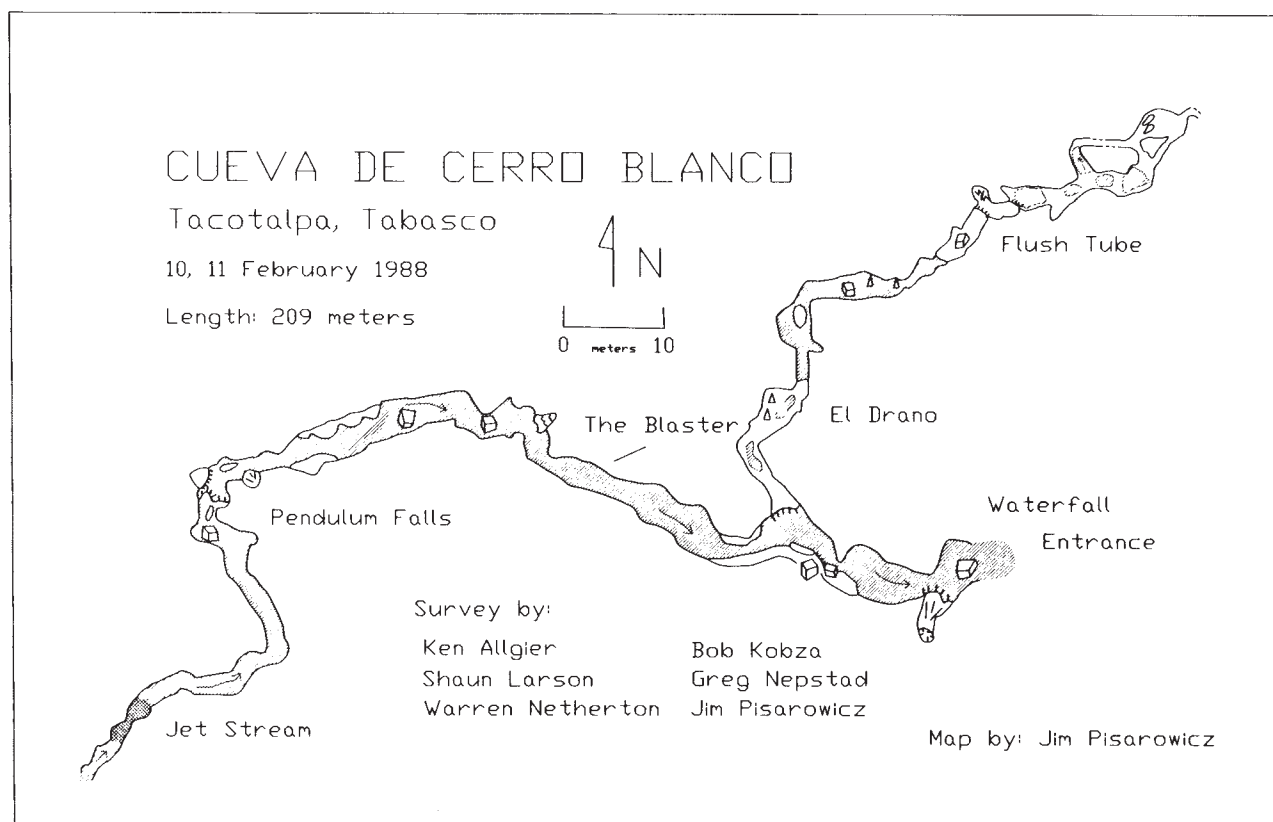 CUEVA DE CERRO BLANCO
Tacotalpa, Tabasco
10, 11 February 1988
Length: 209 meters
N
0 meters 10
Flush Tube
The Blaster
El Drano
Pendulum Falls
Waterfall
Entrance
Jet Stream
Survey by:
Ken Allgier
Bob Kobza
Shaun Larson
Greg Nepstad
Warren Netherton
Jim Pisarowicz
Map by: Jim Pisarowicz